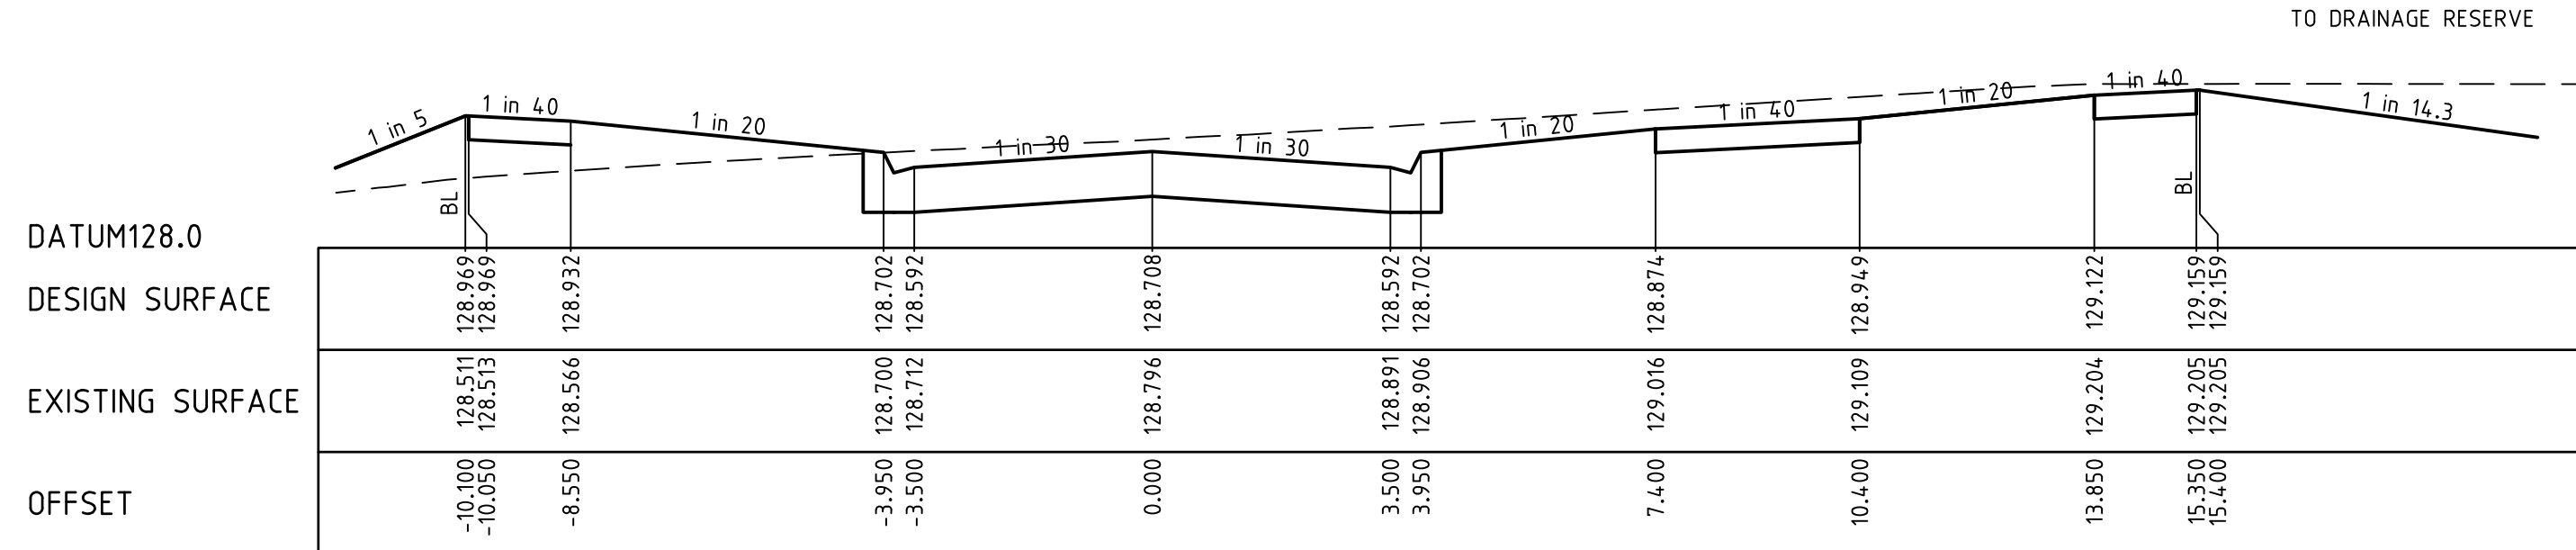 TO DRAINAGE RESERVE
1 in 5
1 in 40
1 in 20
1 in 30
1 in 30
1 in 20
1 in 40
1 in 20
1 in 40
1 in 14.3
BL
BL
DATUM128.0
DESIGN SURFACE 128.969 128.969 128.932 128.702 128.592 128.708 128.592 128.702 128.874 128.949 129.122 129.159 129.159
EXISTING SURFACE 128.511 128.513 128.566 128.700 128.712 128.796 128.891 128.906 129.016 129.109 129.204 129.205 129.205
OFFSET -10.100 -10.050 -8.550 -3.950 -3.500 0.000 3.500 3.950 7.400 10.400 13.850 15.350 15.400